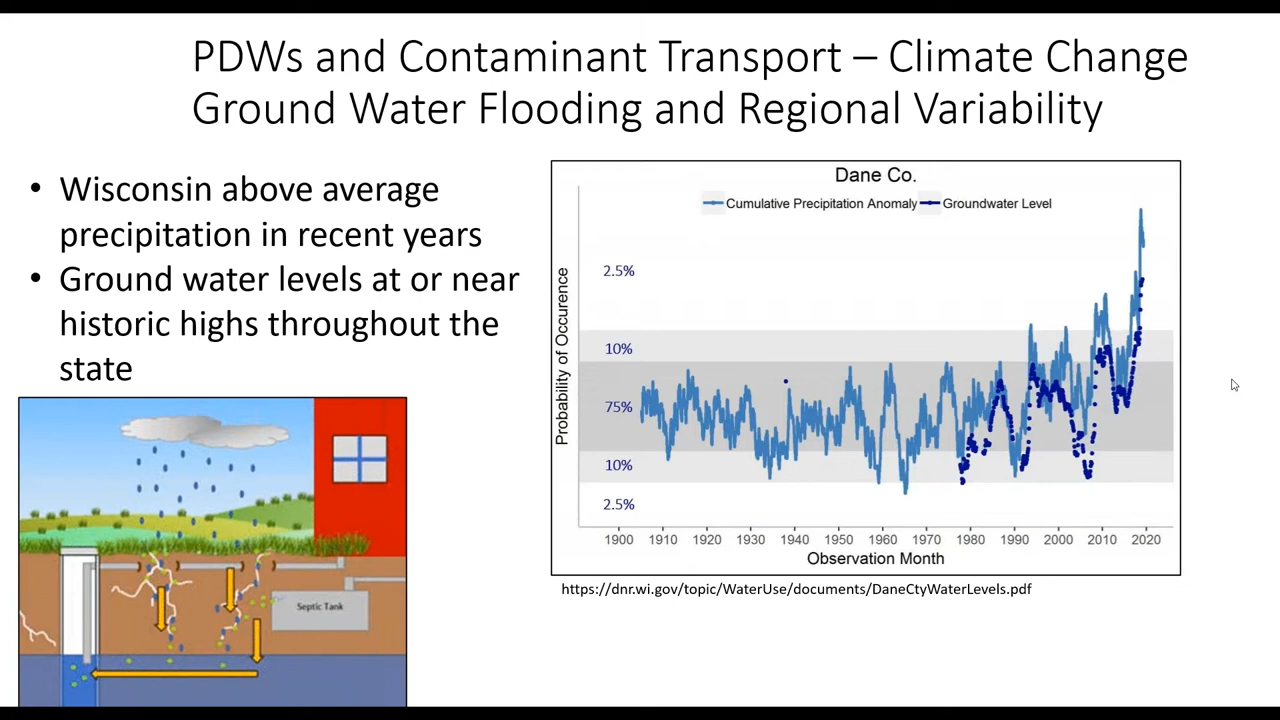 PDWs and Contaminant Transport – Climate Change
Ground Water Flooding and Regional Variability
• Wisconsin above average
precipitation in recent years
• Ground water levels at or near
historic highs throughout the
state
Septic Tank
Dane Co.
Cumulative Precipitation Anomaly
Groundwater Level
Probability of Occurence
2.5%
10%
75%
10%
2.5%
1900 1910 1920 1930 1940 1950 1960 1970 1980 1990 2000 2010 2020
Observation Month
https://dnr.wi.gov/topic/WaterUse/documents/DaneCtyWaterLevels.pdf